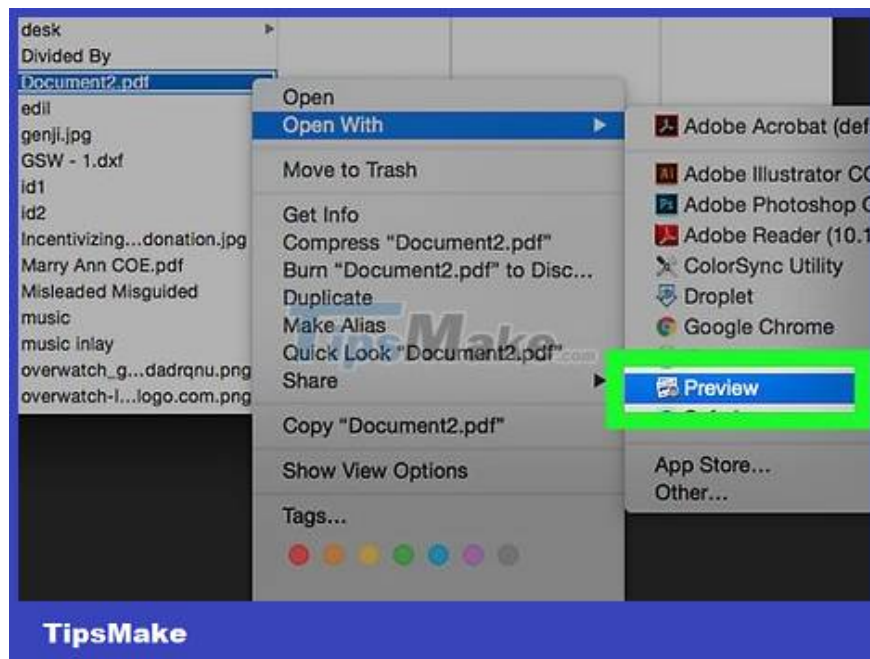 desk
Divided By
Document2.pdf
edil
genji.jpg
GSW - 1.dxf
id1
id2
Incentivizing...donation.jpg
Marry Ann COE.pdf
Misleaded Misguided
music
music inlay
overwatch_g...dadrqnu.png
overwatch-l...logo.com.png
Open
Open With
Move to Trash
Get Info
Compress “Document2.pdf”
Burn “Document2.pdf” to Disc...
Duplicate
Make Alias
Quick Look “Document2.pdf”
Share
Copy “Document2.pdf”
Show View Options
Tags...
Adobe Acrobat (def
Adobe Illustrator CC
Adobe Photoshop C
Adobe Reader (10.1
ColorSync Utility
Droplet
Google Chrome
Preview
App Store...
Other...
TipsMake.com
TipsMake